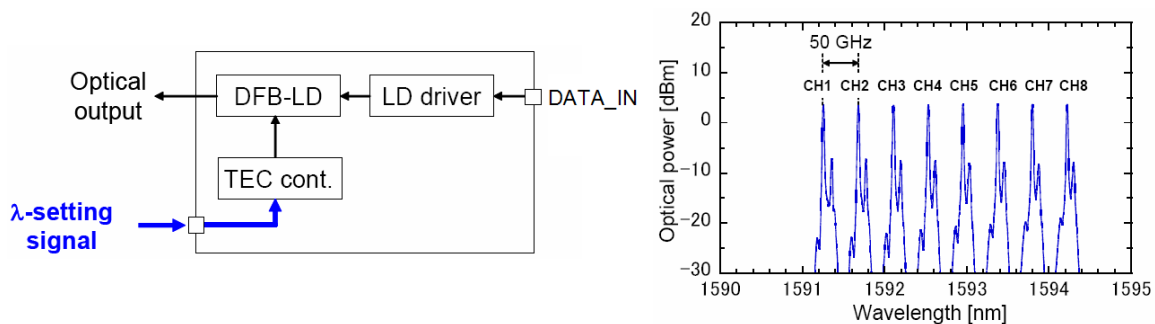 Optical
output
DFB-LD
LD driver
DATA_IN
TEC cont.
λ-setting
signal
Optical power [dBm]
20
10
0
−10
−20
−30
50 GHz
CH1 CH2 CH3 CH4 CH5 CH6 CH7 CH8
1590 1591 1592 1593 1594 1595
Wavelength [nm]